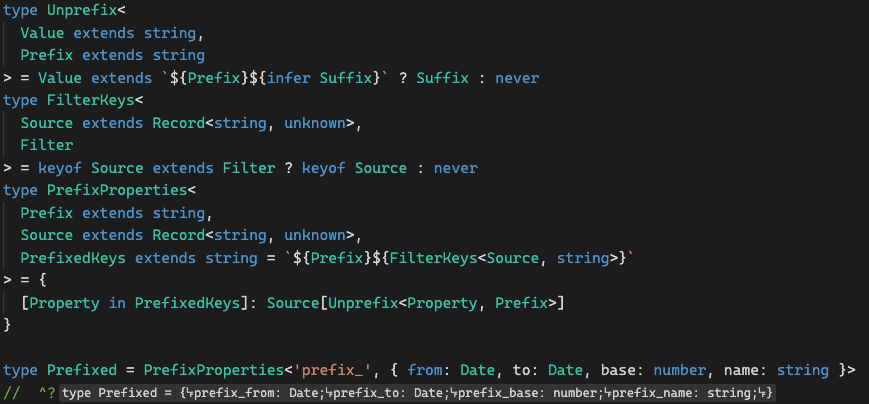 type Unprefix<
  Value extends string,
  Prefix extends string
> = Value extends `${Prefix}${infer Suffix}` ? Suffix : never
type FilterKeys<
  Source extends Record<string, unknown>,
  Filter
> = keyof Source extends Filter ? keyof Source : never
type PrefixProperties<
  Prefix extends string,
  Source extends Record<string, unknown>,
  PrefixedKeys extends string = `${Prefix}${FilterKeys<Source, string>}`
> = {
  [Property in PrefixedKeys]: Source[Unprefix<Property, Prefix>]
}

type Prefixed = PrefixProperties<'prefix_', { from: Date, to: Date, base: number, name: string }>
//  ^? type Prefixed = {↳prefix_from: Date;↳prefix_to: Date;↳prefix_base: number;↳prefix_name: string;↳}